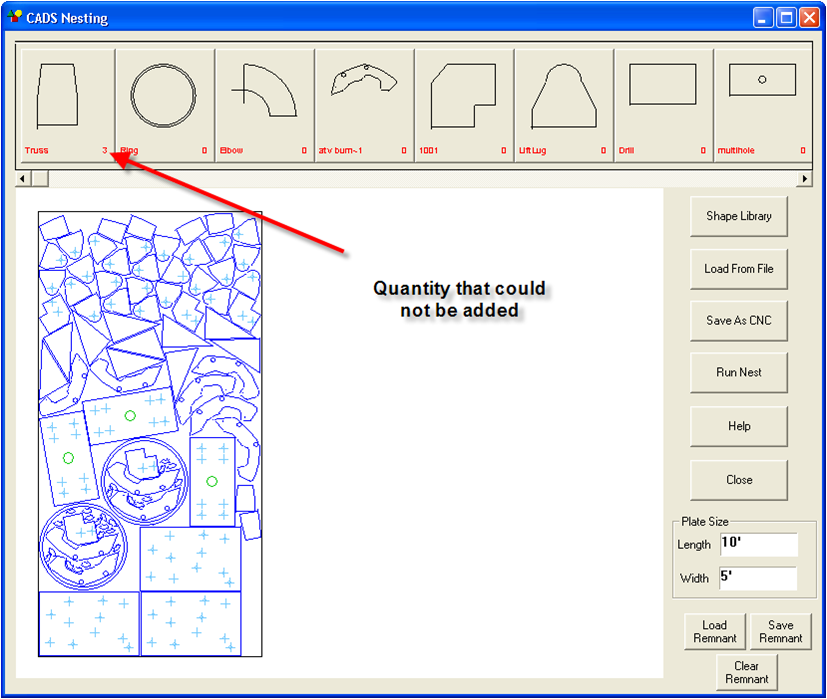 CADS Nesting
Truss 3 Ring 0 Elbow 0 atv burn~1 0 1001 0 LiftLug 0 Drill 0 multihole 0
Quantity that could
not be added
Shape Library
Load From File
Save As CNC
Run Nest
Help
Close
Plate Size
Length 10'
Width 5'
Load
Remnant
Save
Remnant
Clear
Remnant